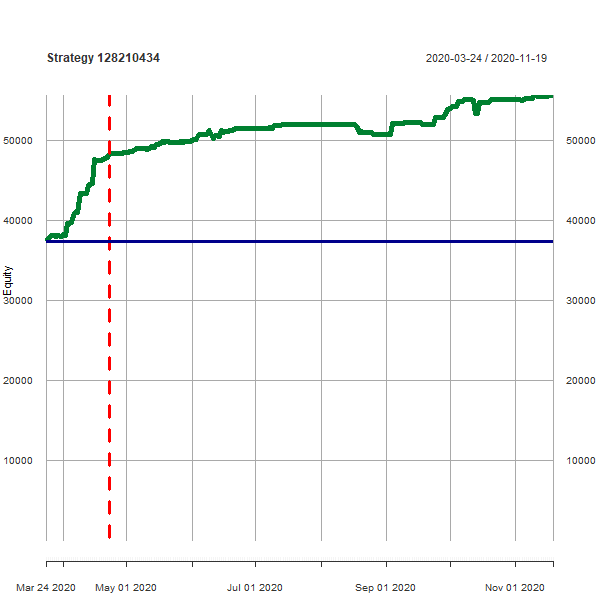 Strategy 128210434
2020-03-24 / 2020-11-19
50000
50000
40000
40000
Equity
30000
30000
20000
20000
10000
10000
Mar 24 2020
May 01 2020
Jul 01 2020
Sep 01 2020
Nov 01 2020